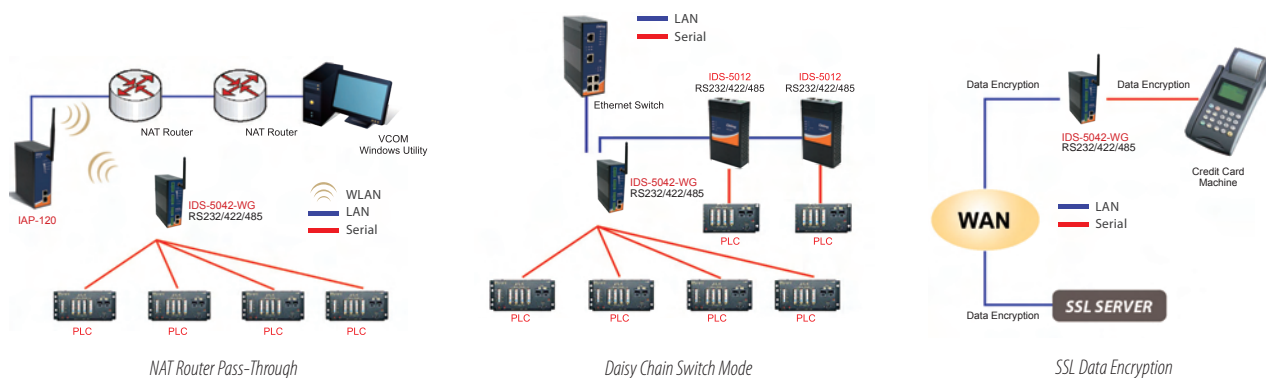 NAT Router
NAT Router
VCOM
Windows Utility
IAP-120
IDS-5042-WG
RS232/422/485
WLAN
LAN
Serial
PLC
PLC
PLC
PLC
NAT Router Pass-Through
LAN
Serial
Ethernet Switch
IDS-5012
RS232/422/485
IDS-5012
RS232/422/485
IDS-5042-WG
RS232/422/485
PLC
PLC
PLC
PLC
PLC
PLC
Daisy Chain Switch Mode
Data Encryption
Data Encryption
IDS-5042-WG
RS232/422/485
Credit Card
Machine
WAN
LAN
Serial
Data Encryption
SSL SERVER
SSL Data Encryption